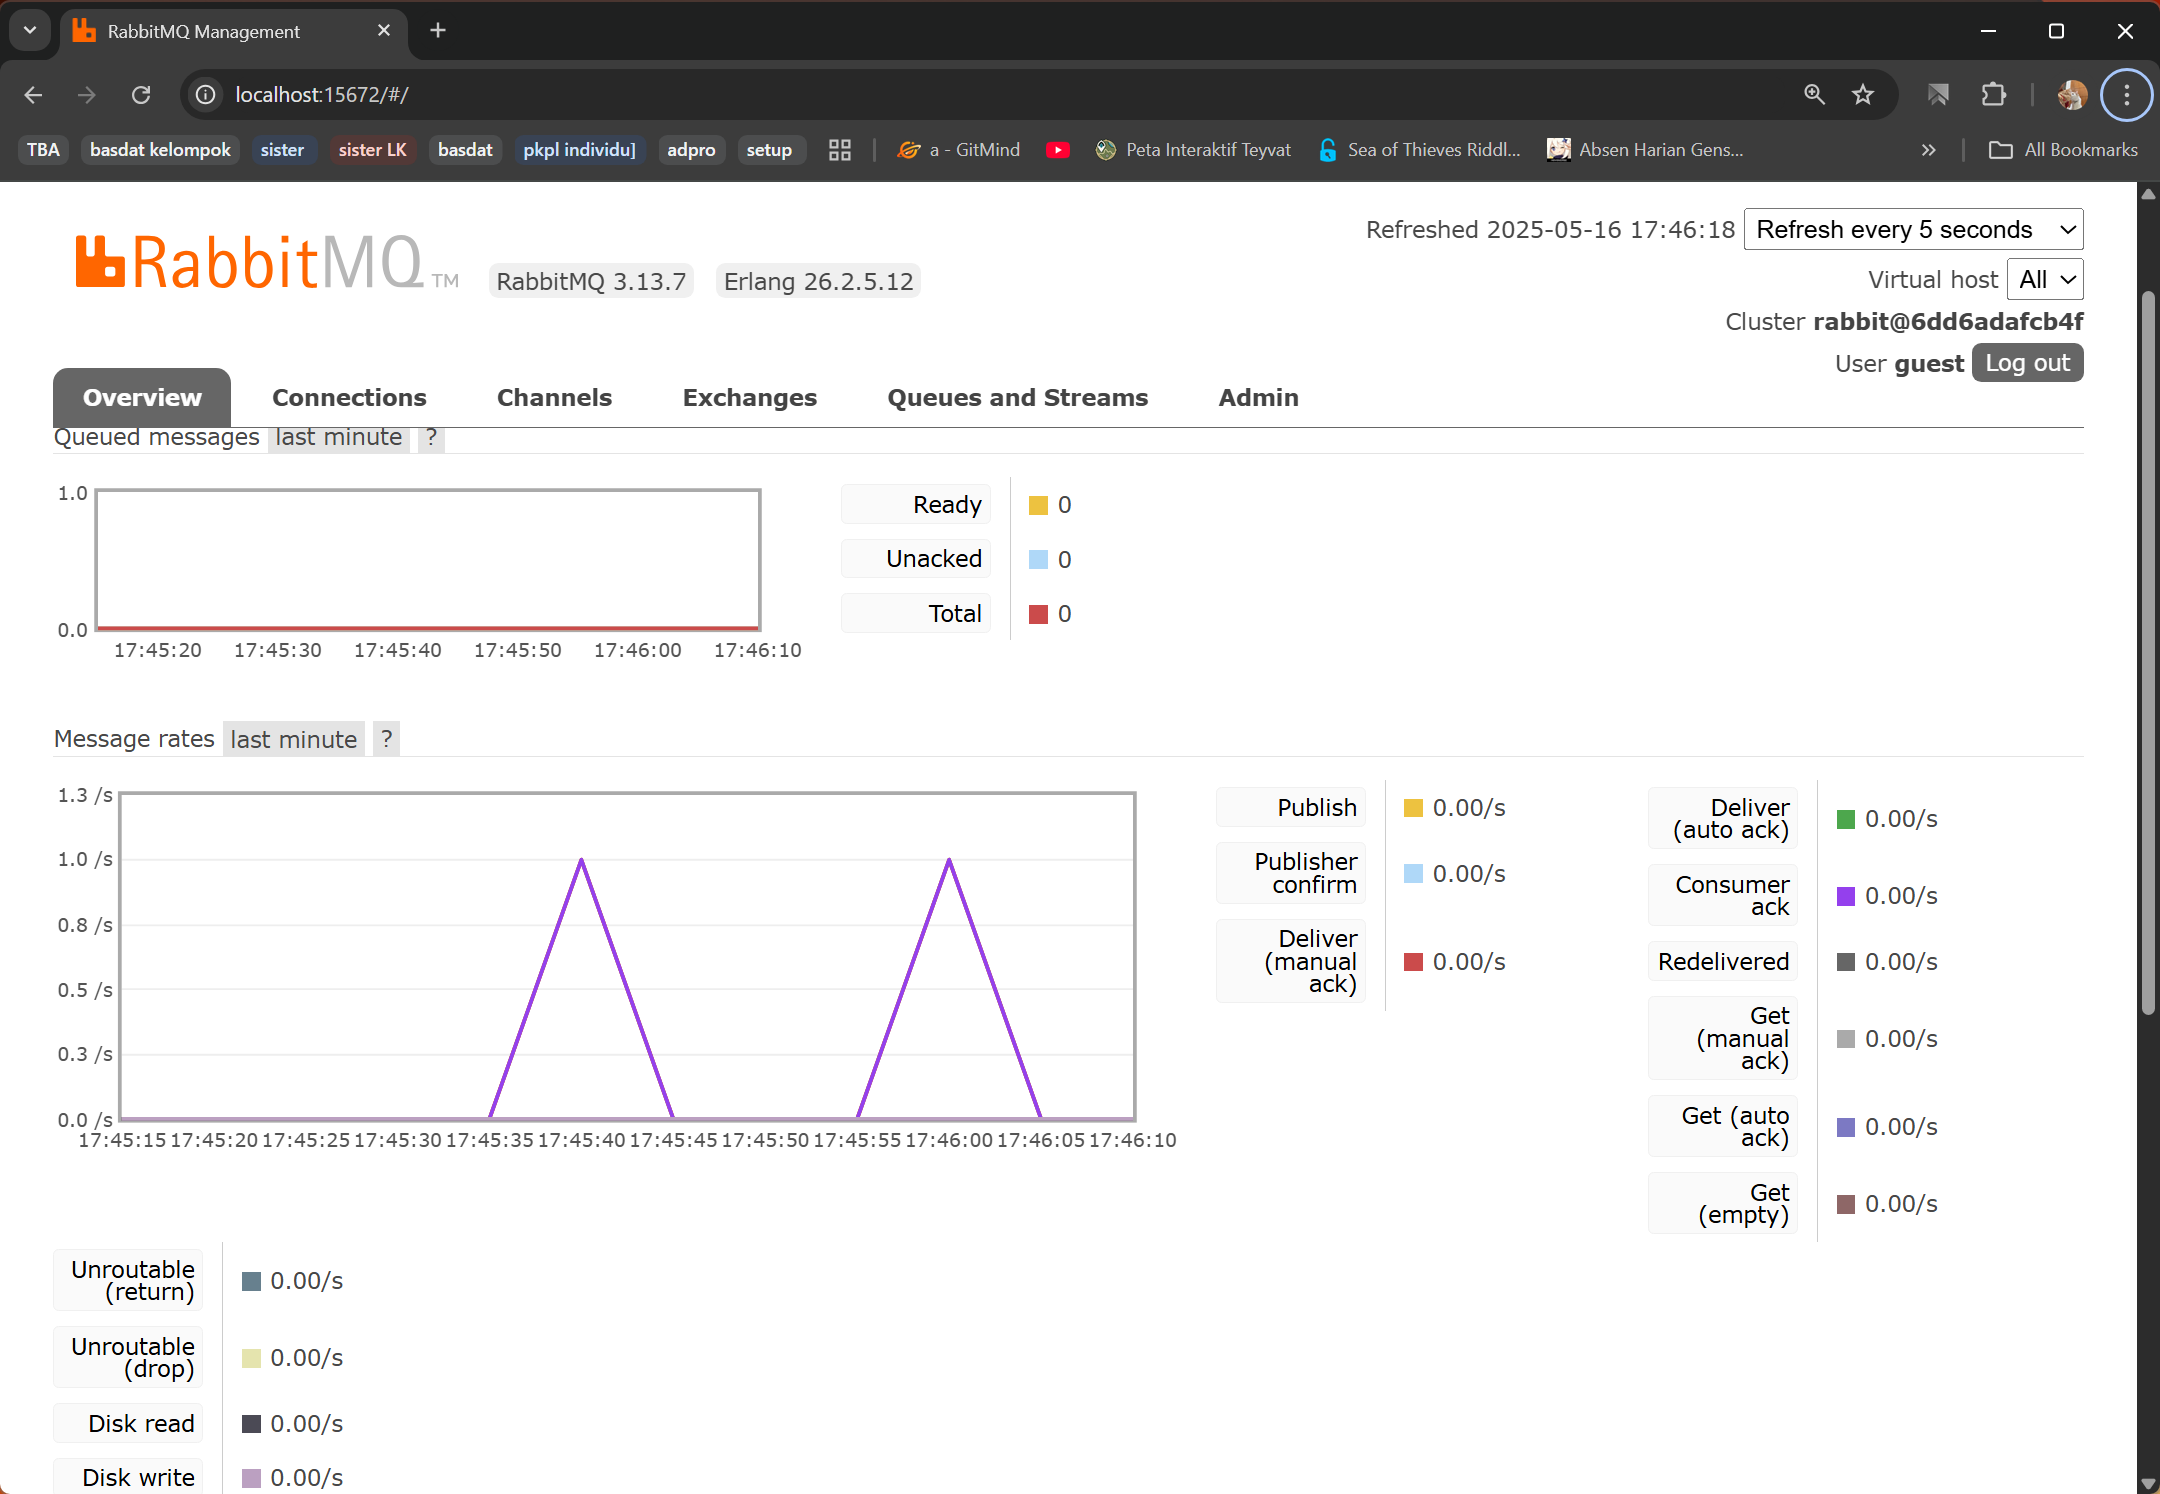 RabbitMQ Management
localhost:15672/#/
TBA basdat kelompok sister sister LK basdat pkpl individu] adpro setup a - GitMind Peta Interaktif Teyvat Sea of Thieves Riddl... Absen Harian Gens... » All Bookmarks
Refreshed 2025-05-16 17:46:18 Refresh every 5 seconds
RabbitMQ TM RabbitMQ 3.13.7 Erlang 26.2.5.12
Virtual host All
Cluster rabbit@6dd6adafcb4f
User guest Log out
Overview Connections Channels Exchanges Queues and Streams Admin
Queued messages last minute ?
1.0
0.0
17:45:20 17:45:30 17:45:40 17:45:50 17:46:00 17:46:10
Ready 0
Unacked 0
Total 0
Message rates last minute ?
1.3 /s
1.0 /s
0.8 /s
0.5 /s
0.3 /s
0.0 /s
17:45:15 17:45:20 17:45:25 17:45:30 17:45:35 17:45:40 17:45:45 17:45:50 17:45:55 17:46:00 17:46:05 17:46:10
Publish 0.00/s
Publisher
confirm 0.00/s
Deliver
(manual
ack) 0.00/s
Deliver
(auto ack) 0.00/s
Consumer
ack 0.00/s
Redelivered 0.00/s
Get
(manual
ack) 0.00/s
Get (auto
ack) 0.00/s
Get
(empty) 0.00/s
Unroutable
(return) 0.00/s
Unroutable
(drop) 0.00/s
Disk read 0.00/s
Disk write 0.00/s